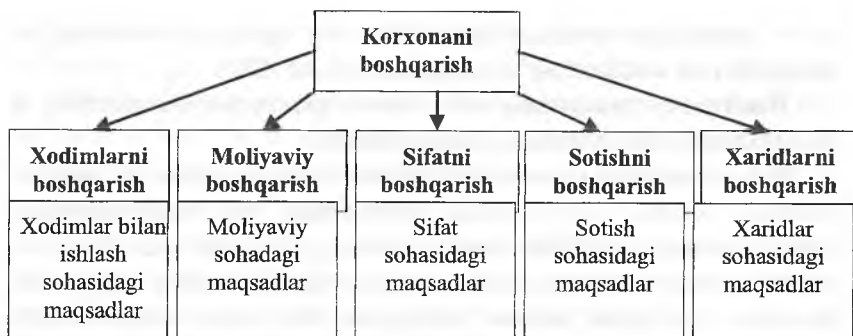 Korxonani
boshqarish
Xodimlarni
boshqarish
Moliyaviy
boshqarish
Sifatni
boshqarish
Sotishni
boshqarish
Xaridlarni
boshqarish
Xodimlar bilan
ishlash
sohasidagi
maqsadlar
Moliyaviy
sohadagi
maqsadlar
Sifat
sohasidagi
maqsadlar
Sotish
sohasidagi
maqsadlar
Xaridlar
sohasidagi
maqsadlar